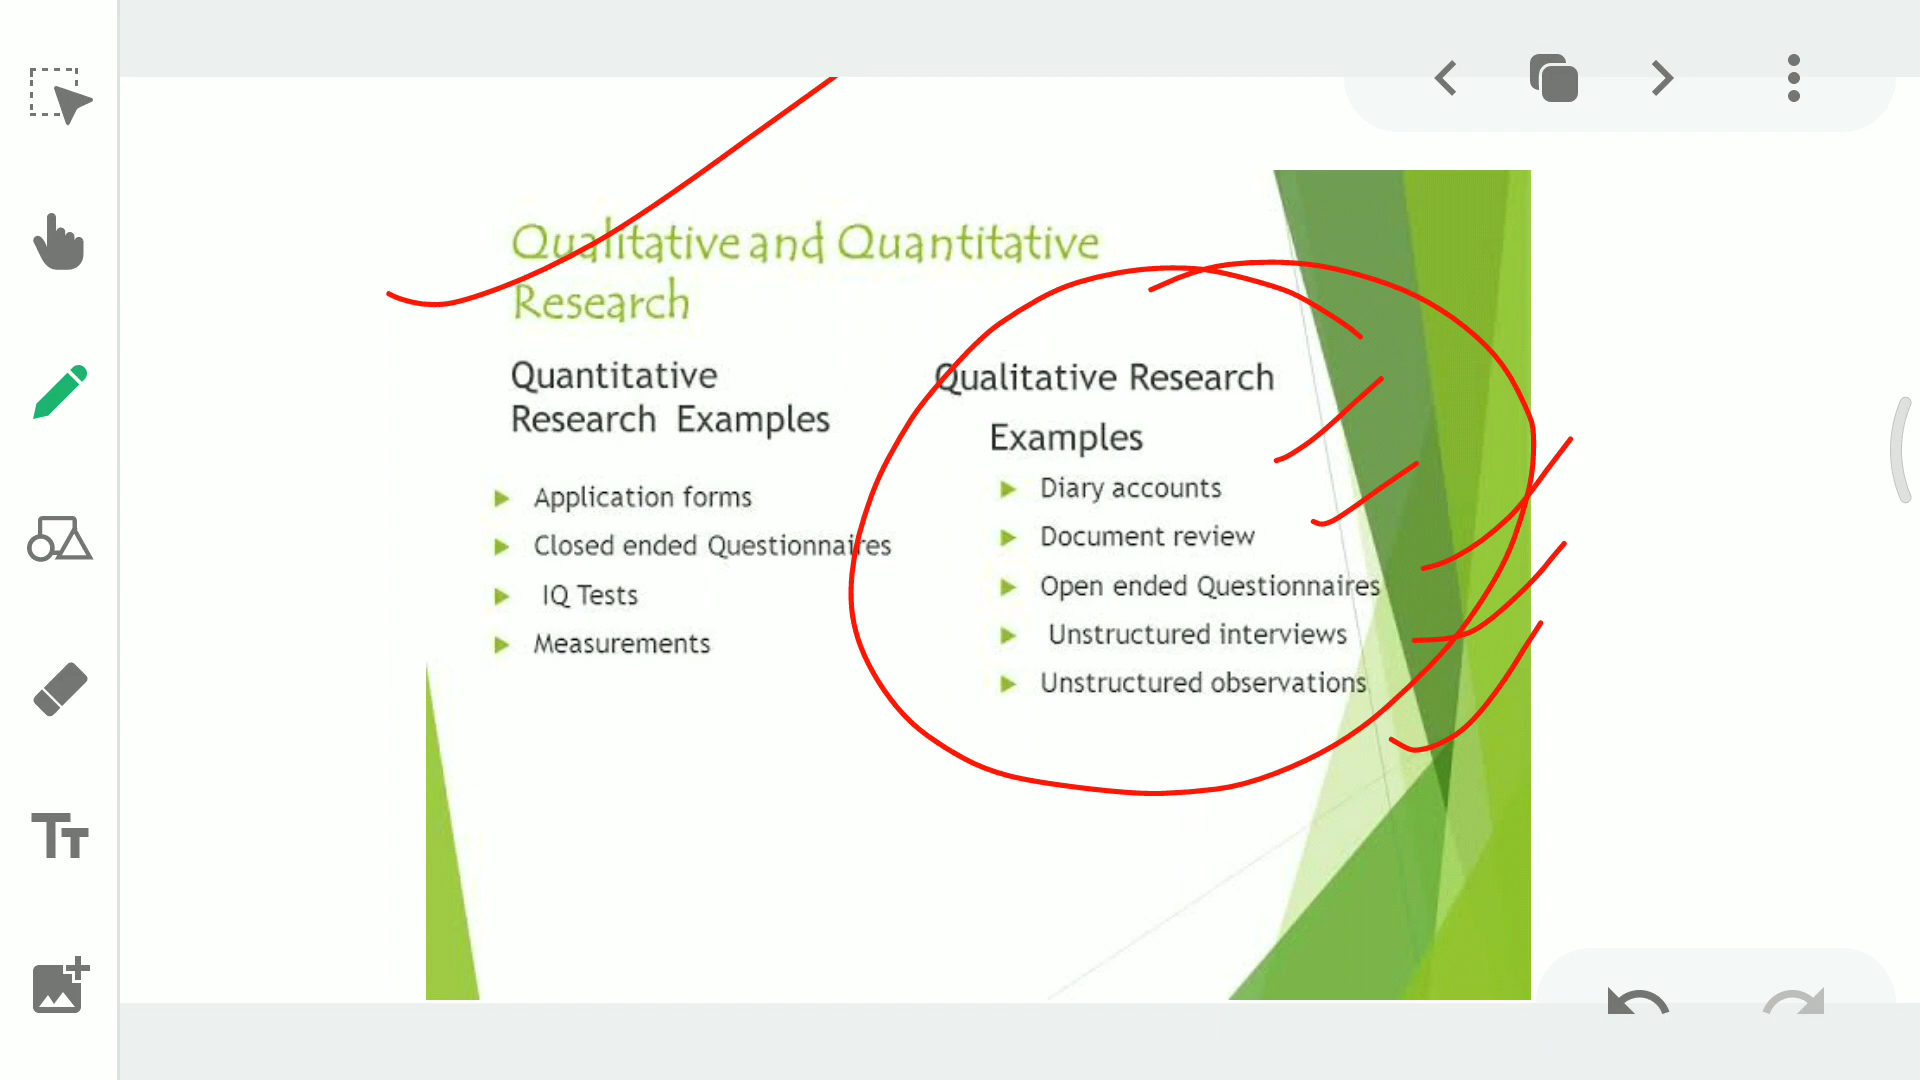 Qualitative and Quantitative
Research
Quantitative
Research Examples
Application forms
Closed ended Questionnaires
IQ Tests
Measurements
Qualitative Research
Examples
Diary accounts
Document review
Open ended Questionnaires
Unstructured interviews
Unstructured observations